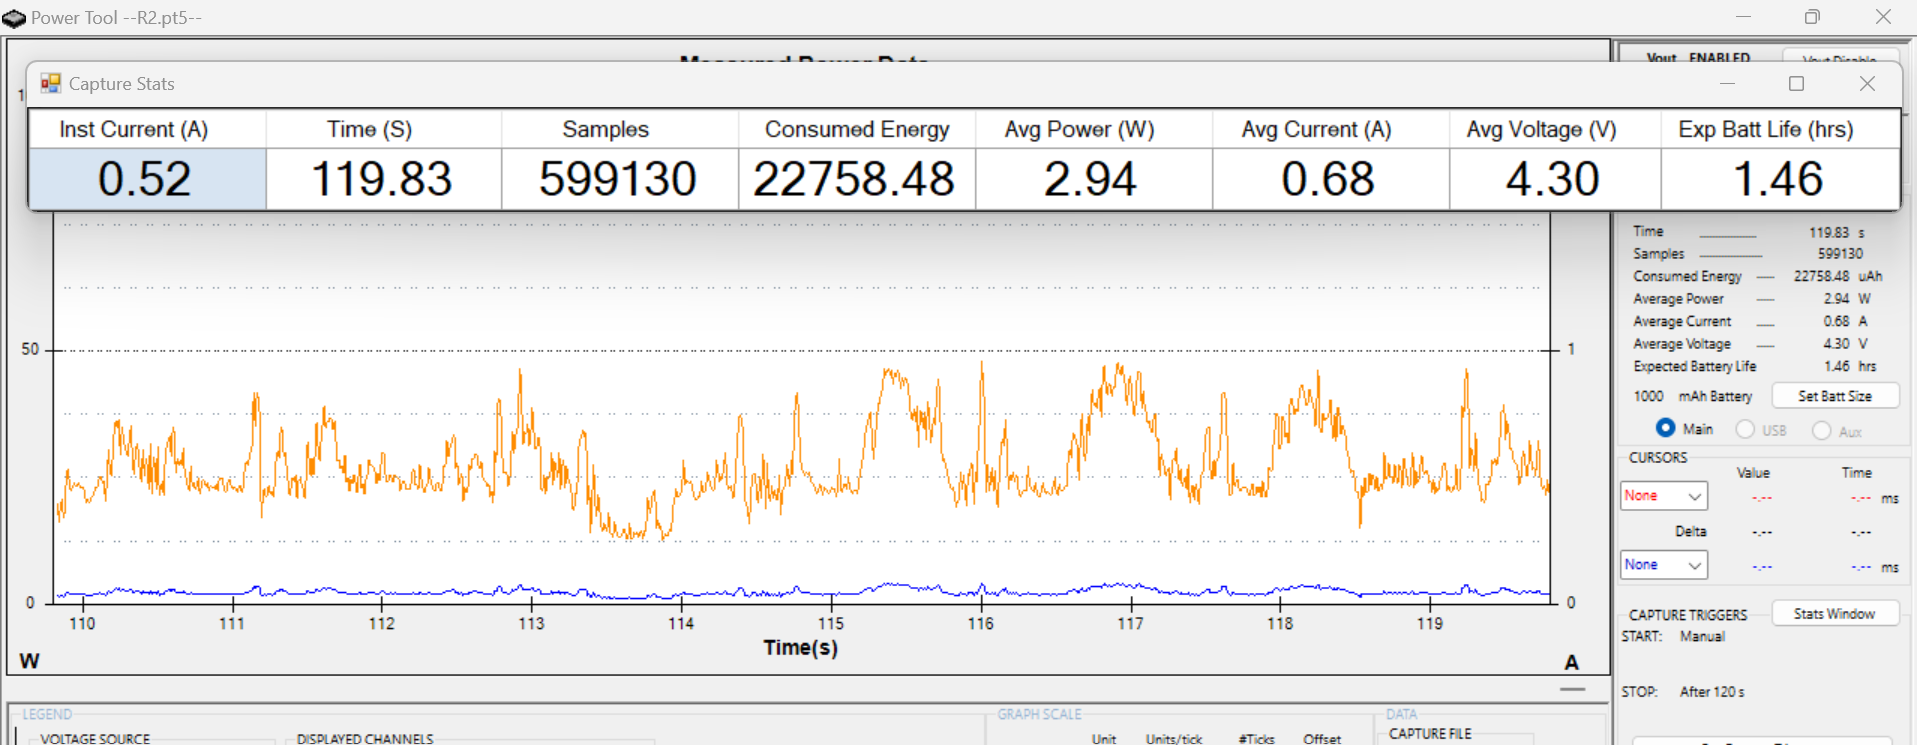 Power Tool --R2.pt5--
Measured Power Data
Vout ENABLED
Vout Disable
Capture Stats
Inst Current (A) Time (S) Samples Consumed Energy Avg Power (W) Avg Current (A) Avg Voltage (V) Exp Batt Life (hrs)
0.52 119.83 599130 22758.48 2.94 0.68 4.30 1.46
Time 119.83 s
Samples 599130
Consumed Energy 22758.48 uAh
Average Power 2.94 W
Average Current 0.68 A
Average Voltage 4.30 V
Expected Battery Life 1.46 hrs
1000 mAh Battery Set Batt Size
Main USB Aux
CURSORS
Value Time
None -.-- -.-- ms
Delta -.-- -.--
None -.-- -.-- ms
CAPTURE TRIGGERS Stats Window
START: Manual
STOP: After 120 s
50 1
0 0
110 111 112 113 114 115 116 117 118 119
Time(s)
W A
LEGEND GRAPH SCALE DATA
VOLTAGE SOURCE DISPLAYED CHANNELS Unit Units/tick #Ticks Offset CAPTURE FILE